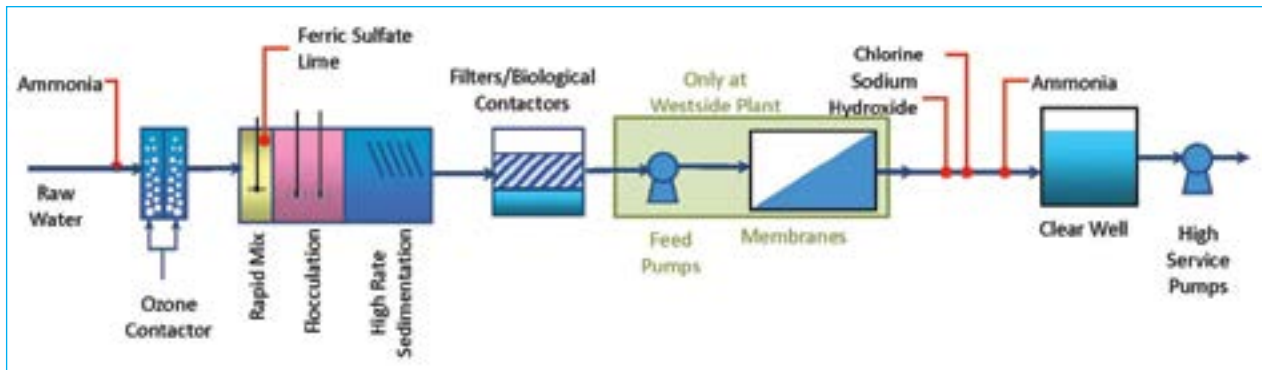 Ammonia
Raw
Water
Ozone
Contactor
Ferric Sulfate
Lime
Rapid Mix
Flocculation
High Rate
Sedimentation
Filters/Biological
Contactors
Only at
Westside Plant
Feed
Pumps
Membranes
Chlorine
Sodium
Hydroxide
Ammonia
Clear Well
High
Service
Pumps